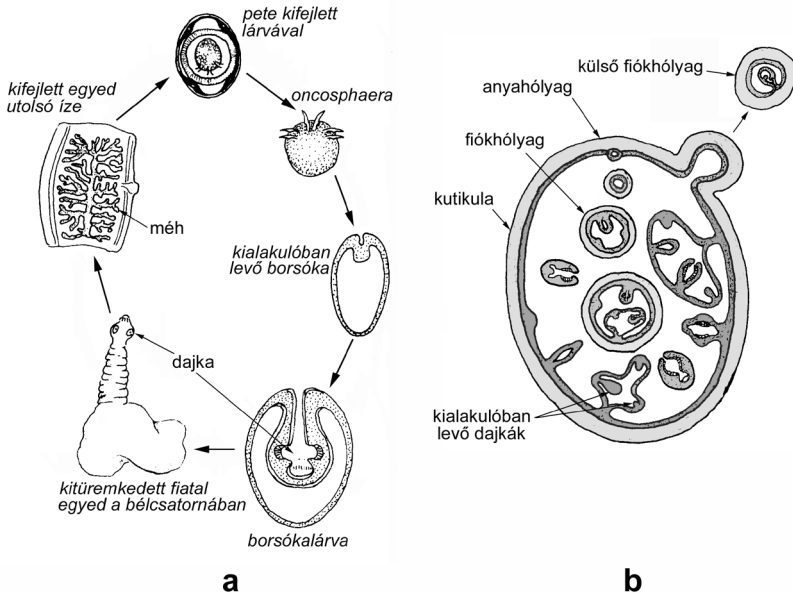 pete kifejlett
lárvával
oncosphaera
kifejlett egyed
utolsó íze
méh
kialakulóban
levő borsóka
dajka
kitüremkedett fiatal
egyed a bélcsatornában
borsókalárva
a
külső fiókhólyag
anyahólyag
fiókhólyag
kutikula
kialakulóban
levő dajkák
b